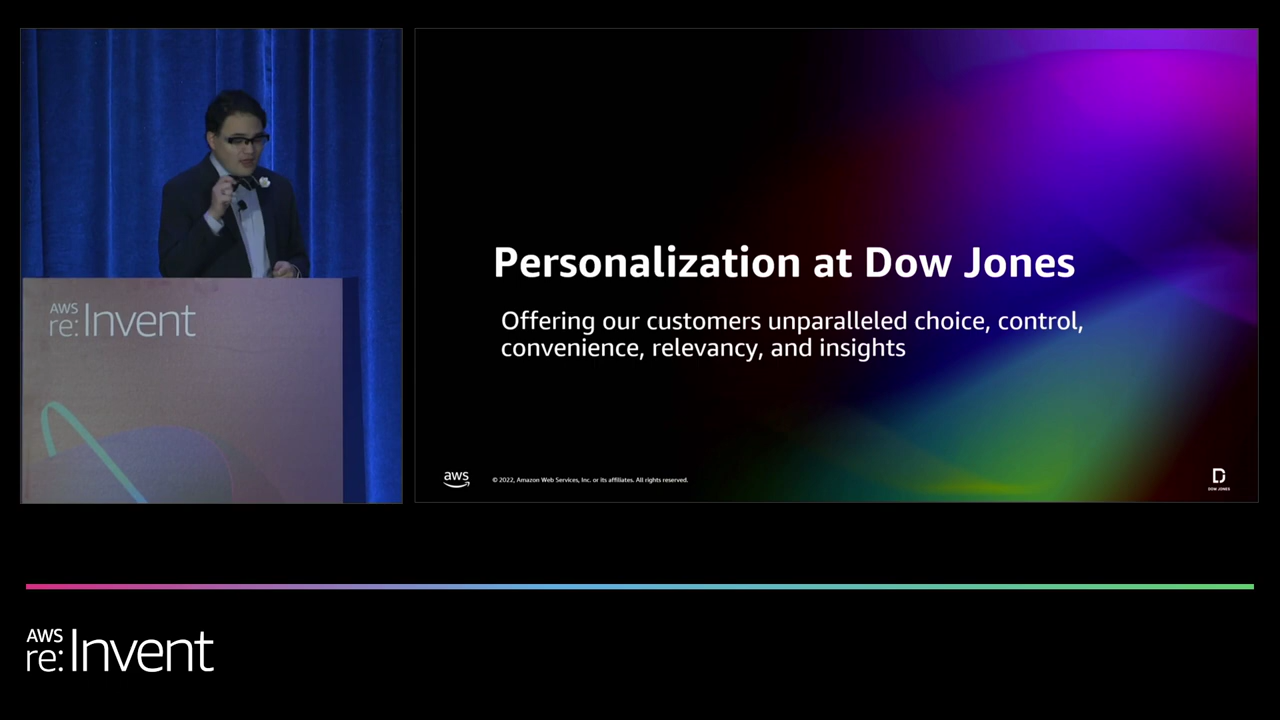 AWS
re:Invent
Personalization at Dow Jones
Offering our customers unparalleled choice, control,
convenience, relevancy, and insights
aws
© 2022, Amazon Web Services, Inc. or its affiliates. All rights reserved.
DOW JONES
AWS
re:Invent